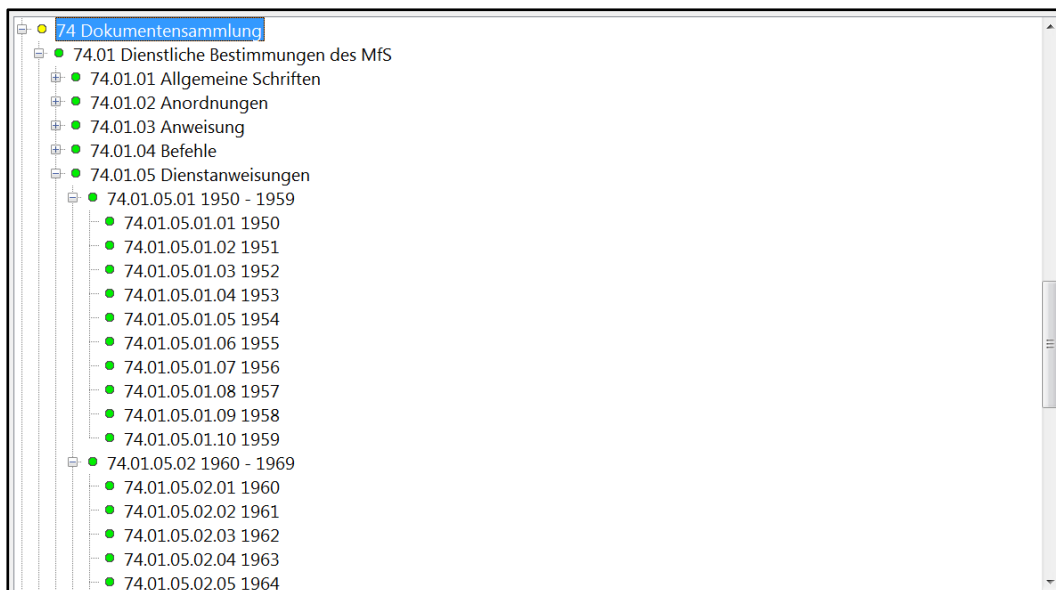 74 Dokumentensammlung
74.01 Dienstliche Bestimmungen des MfS
74.01.01 Allgemeine Schriften
74.01.02 Anordnungen
74.01.03 Anweisung
74.01.04 Befehle
74.01.05 Dienstanweisungen
74.01.05.01 1950 - 1959
74.01.05.01.01 1950
74.01.05.01.02 1951
74.01.05.01.03 1952
74.01.05.01.04 1953
74.01.05.01.05 1954
74.01.05.01.06 1955
74.01.05.01.07 1956
74.01.05.01.08 1957
74.01.05.01.09 1958
74.01.05.01.10 1959
74.01.05.02 1960 - 1969
74.01.05.02.01 1960
74.01.05.02.02 1961
74.01.05.02.03 1962
74.01.05.02.04 1963
74.01.05.02.05 1964